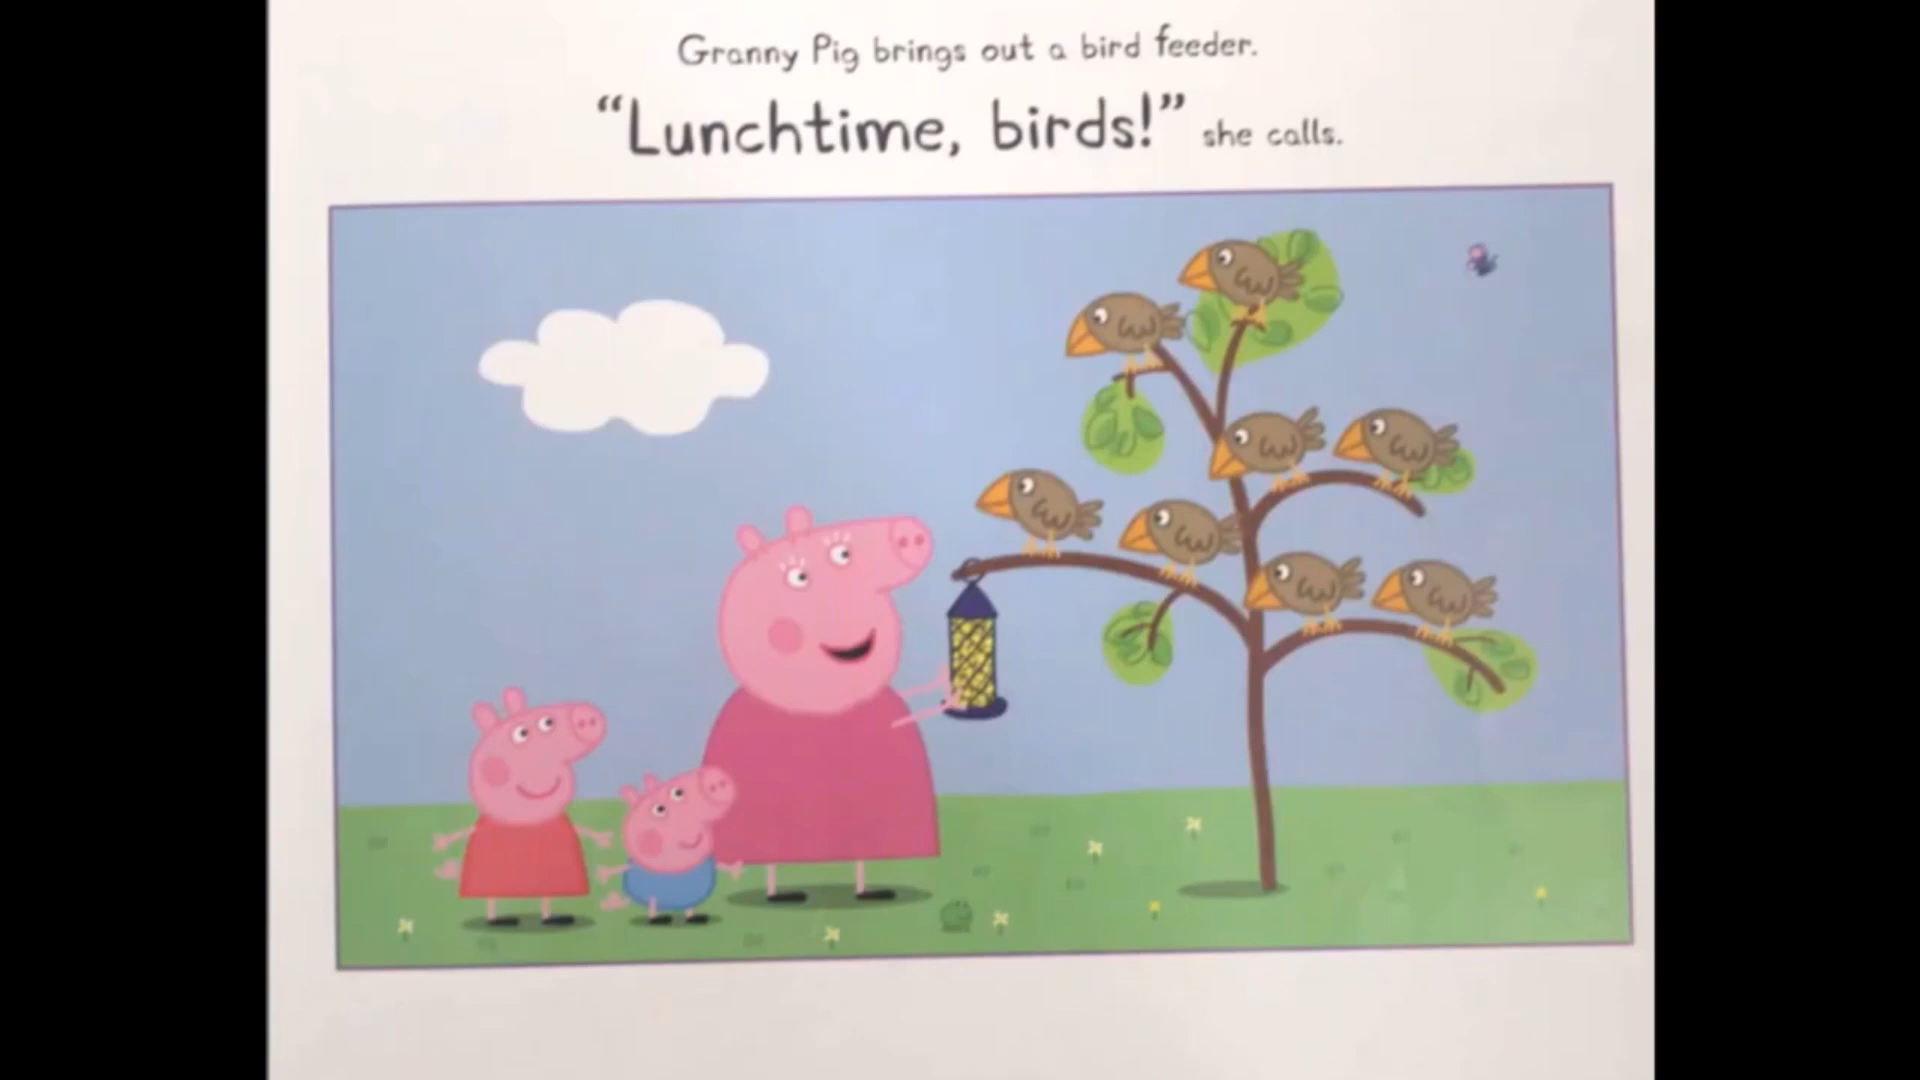 Granny Pig brings out a bird feeder.
“Lunchtime, birds!” she calls.